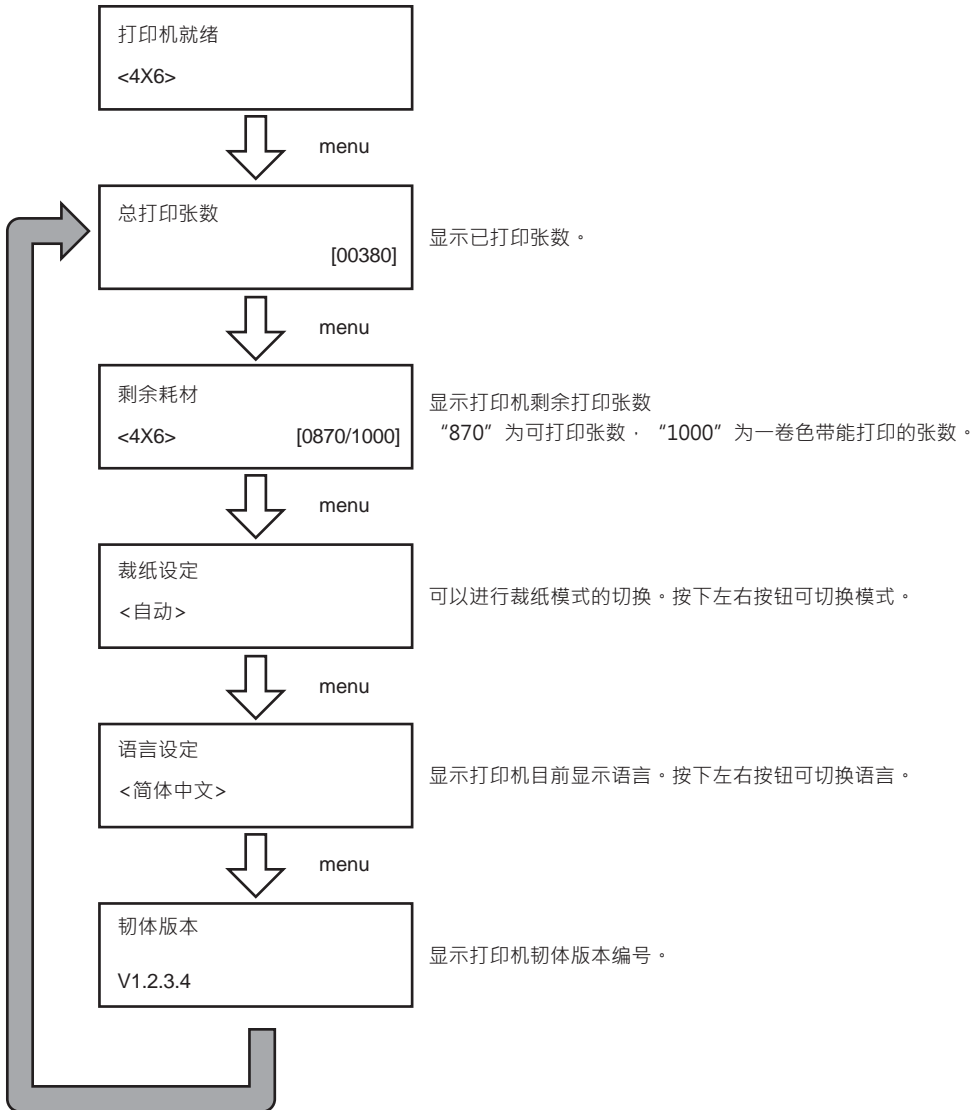 打印机就绪
<4X6>
menu
总打印张数
[00380]
显示已打印张数。
menu
剩余耗材
<4X6> [0870/1000]
显示打印机剩余打印张数
“870”为可打印张数，“1000”为一卷色带能打印的张数。
menu
裁纸设定
<自动>
可以进行裁纸模式的切换。按下左右按钮可切换模式。
menu
语言设定
<简体中文>
显示打印机目前显示语言。按下左右按钮可切换语言。
menu
韧体版本
V1.2.3.4
显示打印机韧体版本编号。